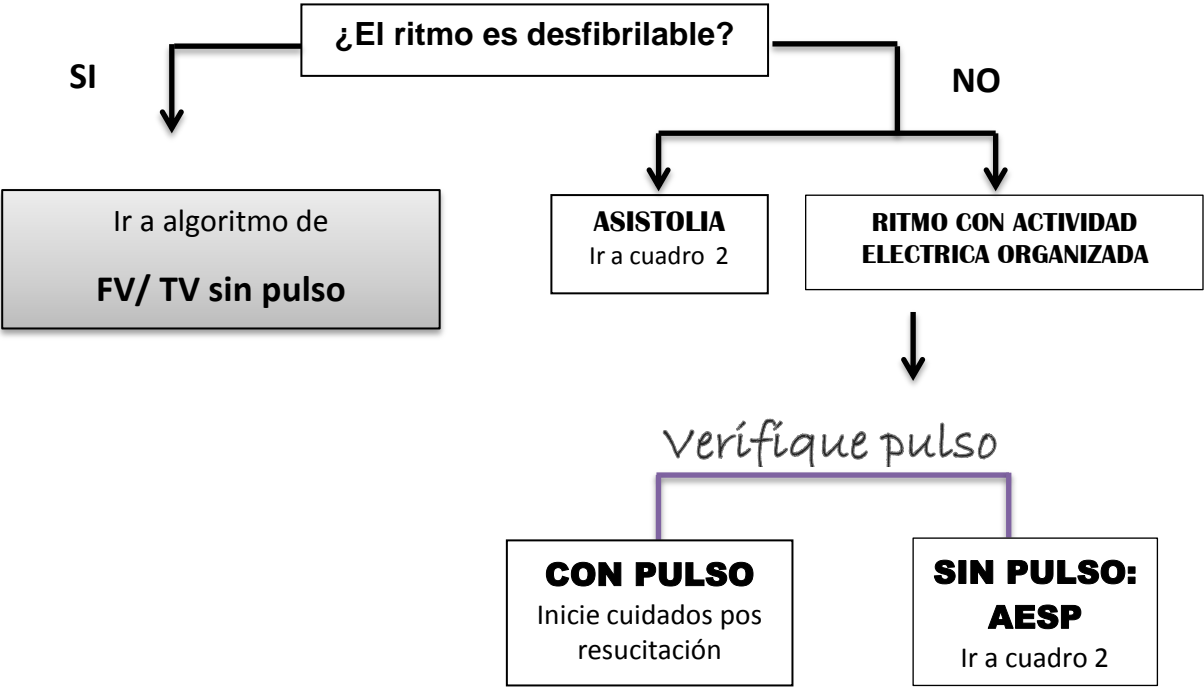 ¿El ritmo es desfibrilable?
SI
NO
Ir a algoritmo de
FV/ TV sin pulso
ASISTOLIA
Ir a cuadro 2
RITMO CON ACTIVIDAD
ELECTRICA ORGANIZADA
Verifique pulso
CON PULSO
Inicie cuidados pos
resucitación
SIN PULSO:
AESP
Ir a cuadro 2